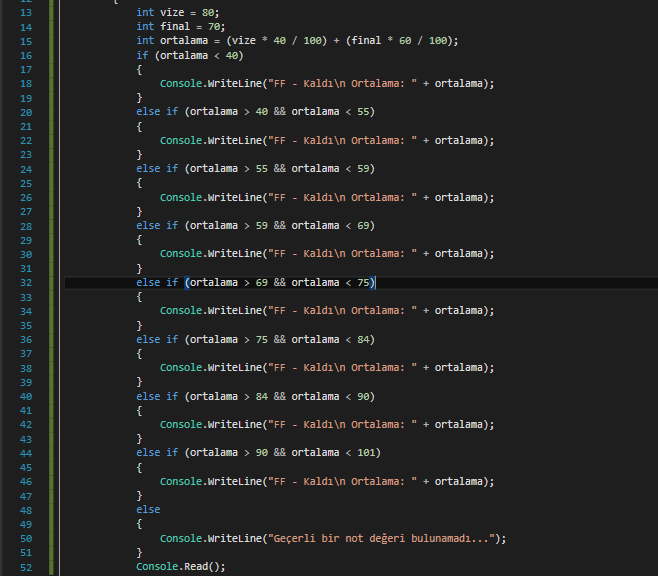 12 {
13 int vize = 80;
14 int final = 70;
15 int ortalama = (vize * 40 / 100) + (final * 60 / 100);
16 if (ortalama < 40)
17 {
18 Console.WriteLine("FF - Kaldı\n Ortalama: " + ortalama);
19 }
20 else if (ortalama > 40 && ortalama < 55)
21 {
22 Console.WriteLine("FF - Kaldı\n Ortalama: " + ortalama);
23 }
24 else if (ortalama > 55 && ortalama < 59)
25 {
26 Console.WriteLine("FF - Kaldı\n Ortalama: " + ortalama);
27 }
28 else if (ortalama > 59 && ortalama < 69)
29 {
30 Console.WriteLine("FF - Kaldı\n Ortalama: " + ortalama);
31 }
32 else if (ortalama > 69 && ortalama < 75)
33 {
34 Console.WriteLine("FF - Kaldı\n Ortalama: " + ortalama);
35 }
36 else if (ortalama > 75 && ortalama < 84)
37 {
38 Console.WriteLine("FF - Kaldı\n Ortalama: " + ortalama);
39 }
40 else if (ortalama > 84 && ortalama < 90)
41 {
42 Console.WriteLine("FF - Kaldı\n Ortalama: " + ortalama);
43 }
44 else if (ortalama > 90 && ortalama < 101)
45 {
46 Console.WriteLine("FF - Kaldı\n Ortalama: " + ortalama);
47 }
48 else
49 {
50 Console.WriteLine("Geçerli bir not değeri bulunamadı...");
51 }
52 Console.Read();